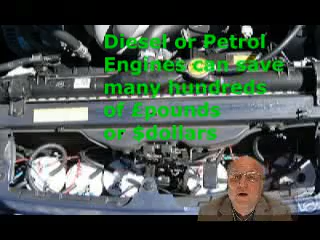 Diesel or Petrol
Engines can save
many hundreds
of £pounds
or $dollars